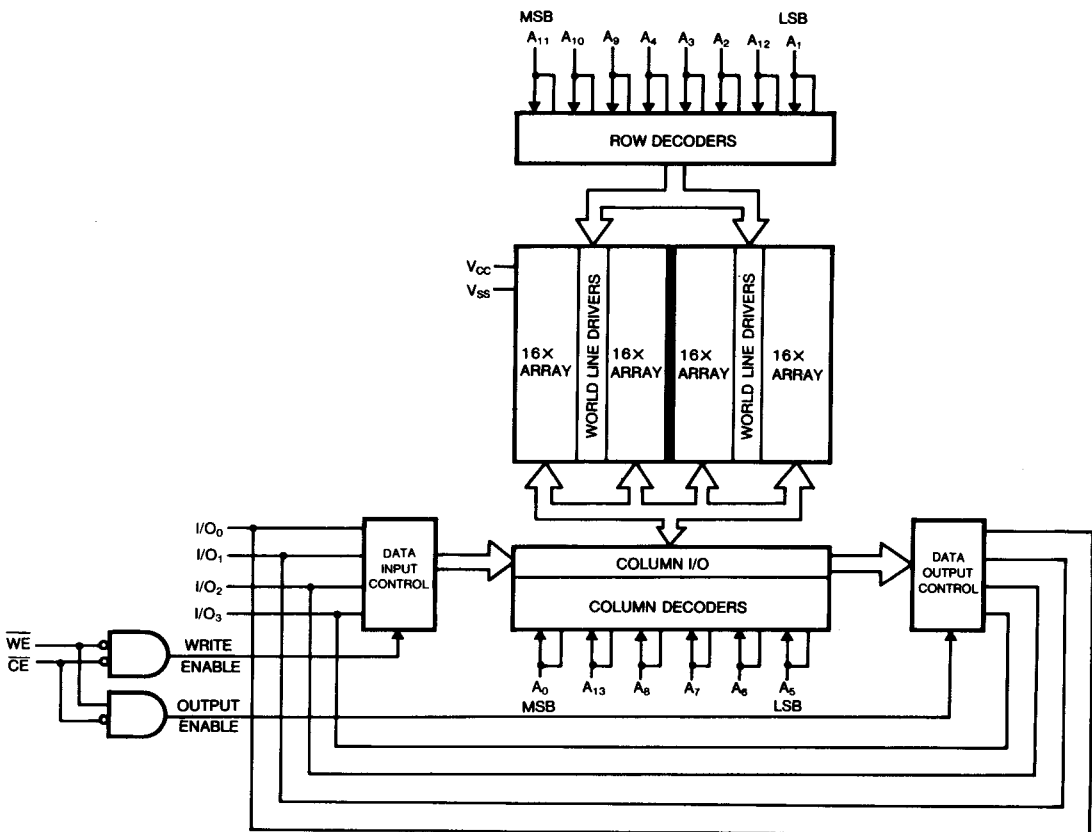 MSB LSB
A11 A10 A9 A4 A3 A2 A12 A1
ROW DECODERS
VCC
VSS
16X ARRAY
WORLD LINE DRIVERS
16X ARRAY
16X ARRAY
WORLD LINE DRIVERS
16X ARRAY
I/O0
I/O1
I/O2
I/O3
DATA
INPUT
CONTROL
COLUMN I/O
COLUMN DECODERS
DATA
OUTPUT
CONTROL
WE
CE
WRITE
ENABLE
OUTPUT
ENABLE
A0 A13 A8 A7 A6 A5
MSB LSB